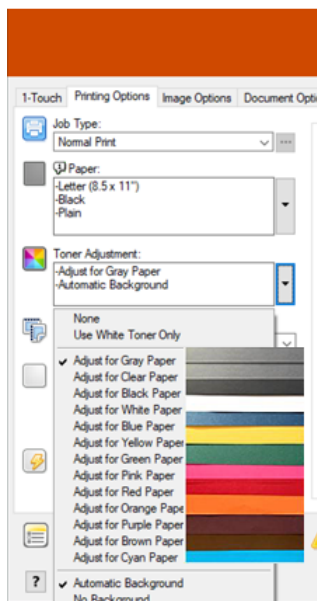 1-Touch Printing Options Image Options Document Opti
Job Type:
Normal Print
Paper:
-Letter (8.5 x 11")
-Black
-Plain
Toner Adjustment:
-Adjust for Gray Paper
-Automatic Background
None
Use White Toner Only
Adjust for Gray Paper
Adjust for Clear Paper
Adjust for Black Paper
Adjust for White Paper
Adjust for Blue Paper
Adjust for Yellow Paper
Adjust for Green Paper
Adjust for Pink Paper
Adjust for Red Paper
Adjust for Orange Pape
Adjust for Purple Paper
Adjust for Brown Paper
Adjust for Cyan Paper
?
Automatic Background
No Background